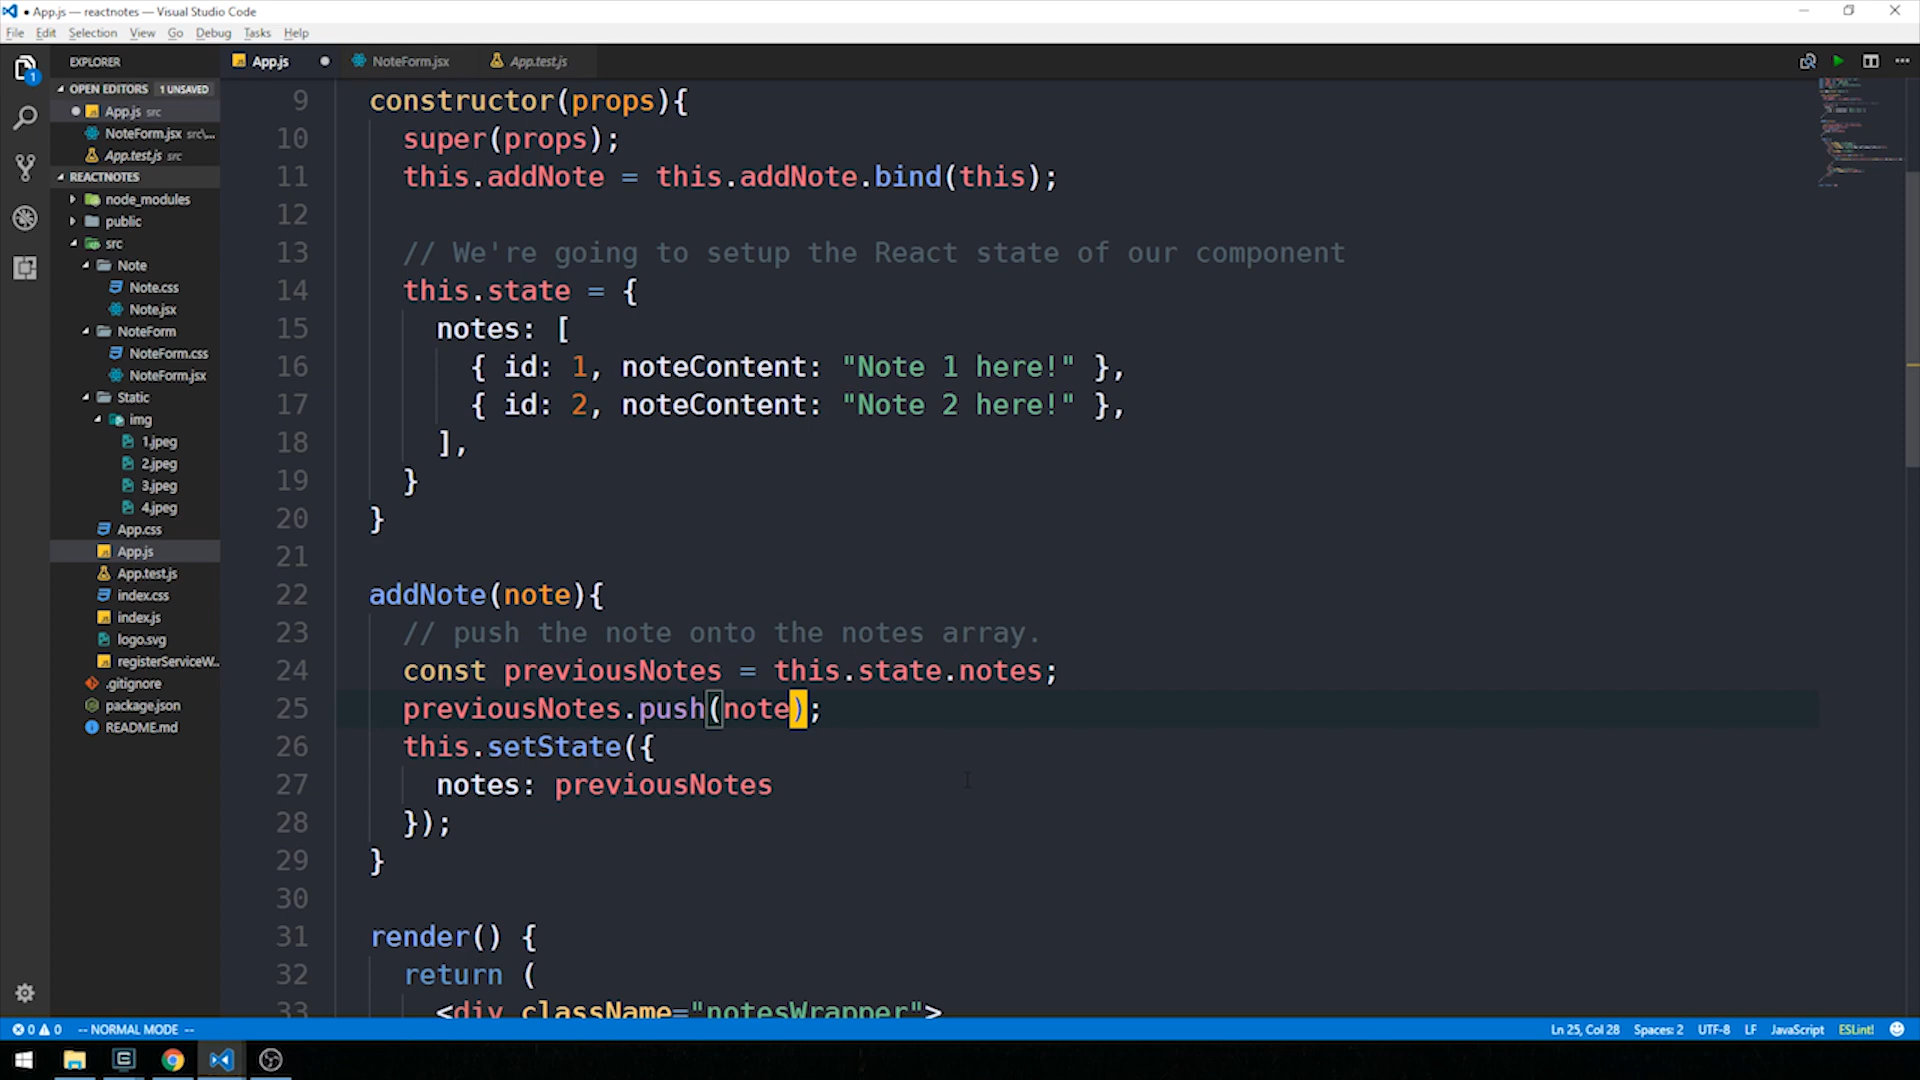 ● App.js — reactnotes — Visual Studio Code
File Edit Selection View Go Debug Tasks Help
EXPLORER
App.js
NoteForm.jsx
App.test.js
1
OPEN EDITORS 1 UNSAVED
App.js src
NoteForm.jsx src\...
App.test.js src
REACTNOTES
node_modules
public
src
Note
Note.css
Note.jsx
NoteForm
NoteForm.css
NoteForm.jsx
Static
img
1.jpeg
2.jpeg
3.jpeg
4.jpeg
App.css
App.js
App.test.js
index.css
index.js
logo.svg
registerServiceW...
.gitignore
package.json
README.md
9 constructor(props){
10 super(props);
11 this.addNote = this.addNote.bind(this);
12
13 // We're going to setup the React state of our component
14 this.state = {
15 notes: [
16 { id: 1, noteContent: "Note 1 here!" },
17 { id: 2, noteContent: "Note 2 here!" },
18 ],
19 }
20 }
21
22 addNote(note){
23 // push the note onto the notes array.
24 const previousNotes = this.state.notes;
25 previousNotes.push(note);
26 this.setState({
27 notes: previousNotes
28 });
29 }
30
31 render() {
32 return (
33 <div className="notesWrapper">
0 0 -- NORMAL MODE --
Ln 25, Col 28 Spaces: 2 UTF-8 LF JavaScript ESLint!